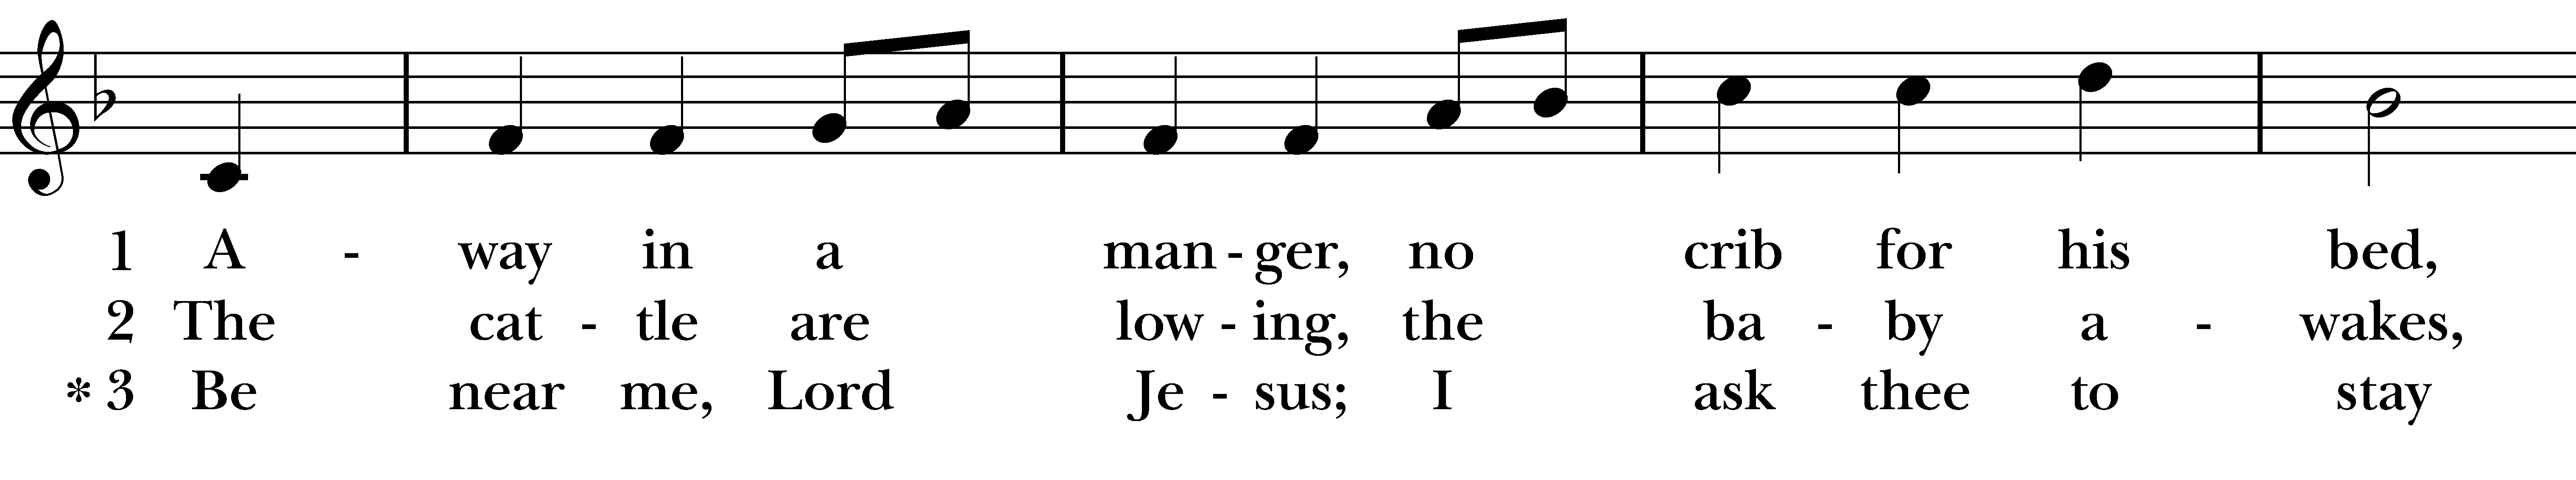 1 A - way in a man - ger, no crib for his bed,
2 The cat - tle are low - ing, the ba - by a - wakes,
* 3 Be near me, Lord Je - sus; I ask thee to stay